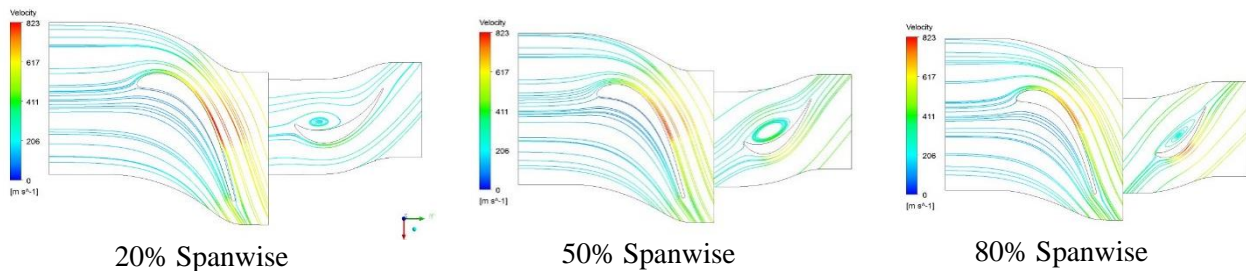 Velocity
823
617
411
206
0
[m s^-1]
20% Spanwise
Velocity
823
617
411
206
0
[m s^-1]
50% Spanwise
Velocity
823
617
411
206
0
[m s^-1]
80% Spanwise